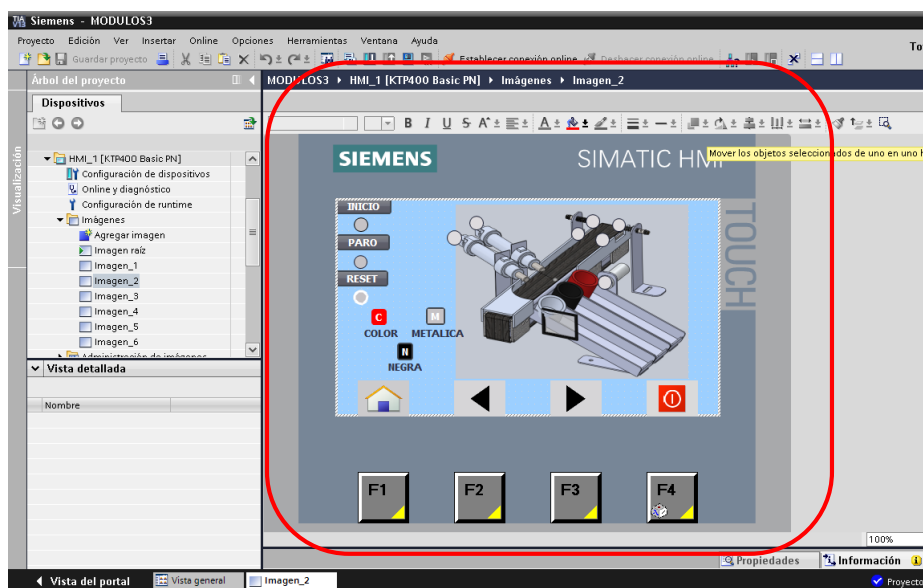 Siemens - MODULOS3
Proyecto Edición Ver Insertar Online Opciones Herramientas Ventana Ayuda
To
Guardar proyecto
Establecer conexión online
Deshacer conexión online
Árbol del proyecto
MODULOS3 HMI_1 [KTP400 Basic PN] Imágenes Imagen_2
Dispositivos
B I U S A
Visualización
HMI_1 [KTP400 Basic PN]
Configuración de dispositivos
Online y diagnóstico
Configuración de runtime
Imágenes
Agregar imagen
Imagen raíz
Imagen_1
Imagen_2
Imagen_3
Imagen_4
Imagen_5
Imagen_6
Administración de imágenes
Vista detallada
Nombre
SIEMENS
SIMATIC HMI
Mover los objetos seleccionados de uno en uno h
TOUCH
INICIO
PARO
RESET
C
M
COLOR METALICA
N
NEGRA
F1 F2 F3 F4
100%
Propiedades Información
Vista del portal Vista general Imagen_2
Proyecto